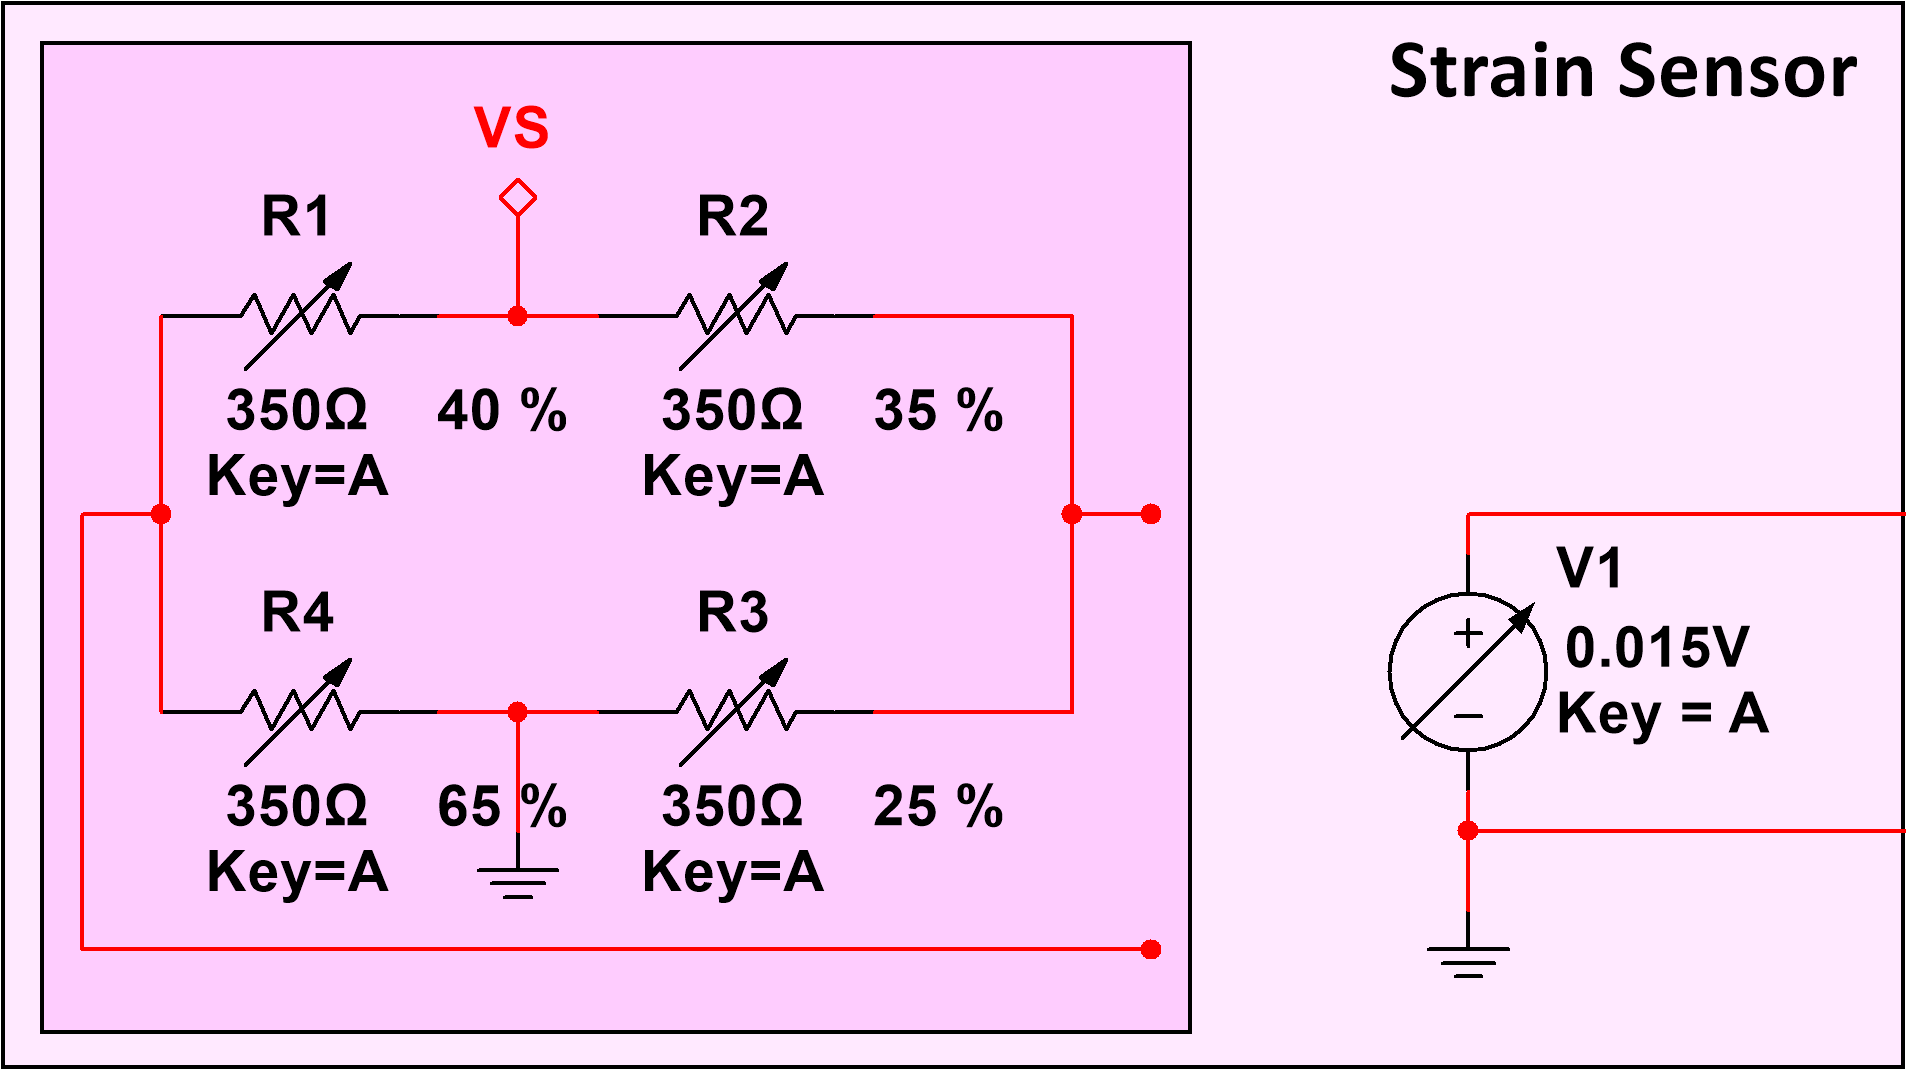 Strain Sensor
VS
R1
R2
350Ω 40 %
Key=A
350Ω 35 %
Key=A
R4
R3
350Ω 65 %
Key=A
350Ω 25 %
Key=A
V1
0.015V
Key = A